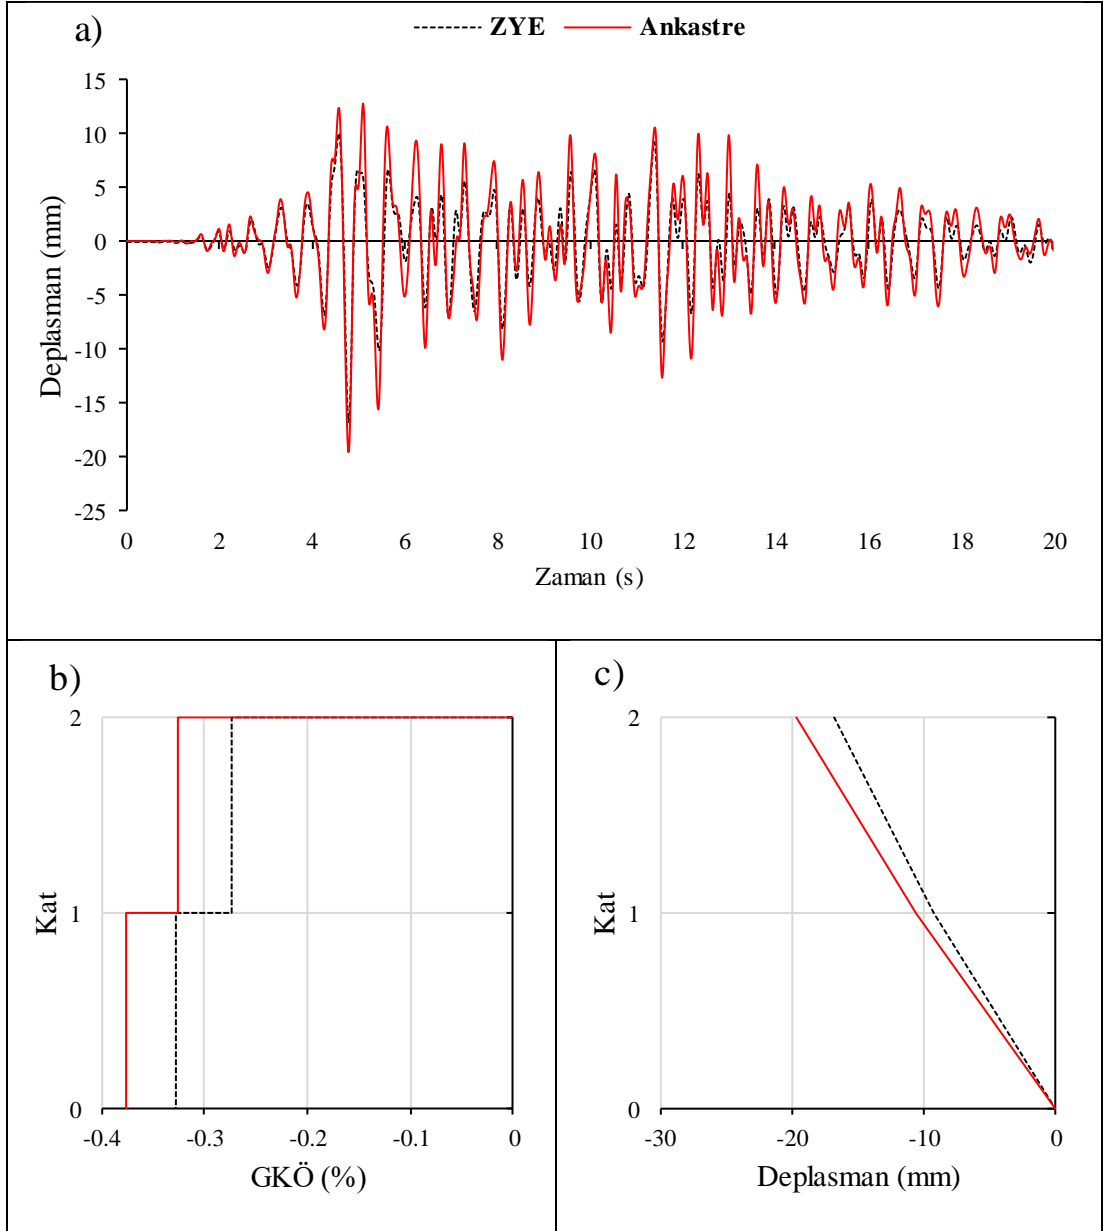 a)
ZYE Ankastre
15
10
5
0
-5
-10
-15
-20
-25
Deplasman (mm)
0 2 4 6 8 10 12 14 16 18 20
Zaman (s)
b)
2
1
0
Kat
-0.4 -0.3 -0.2 -0.1 0
GKÖ (%)
c)
2
1
0
Kat
-30 -20 -10 0
Deplasman (mm)